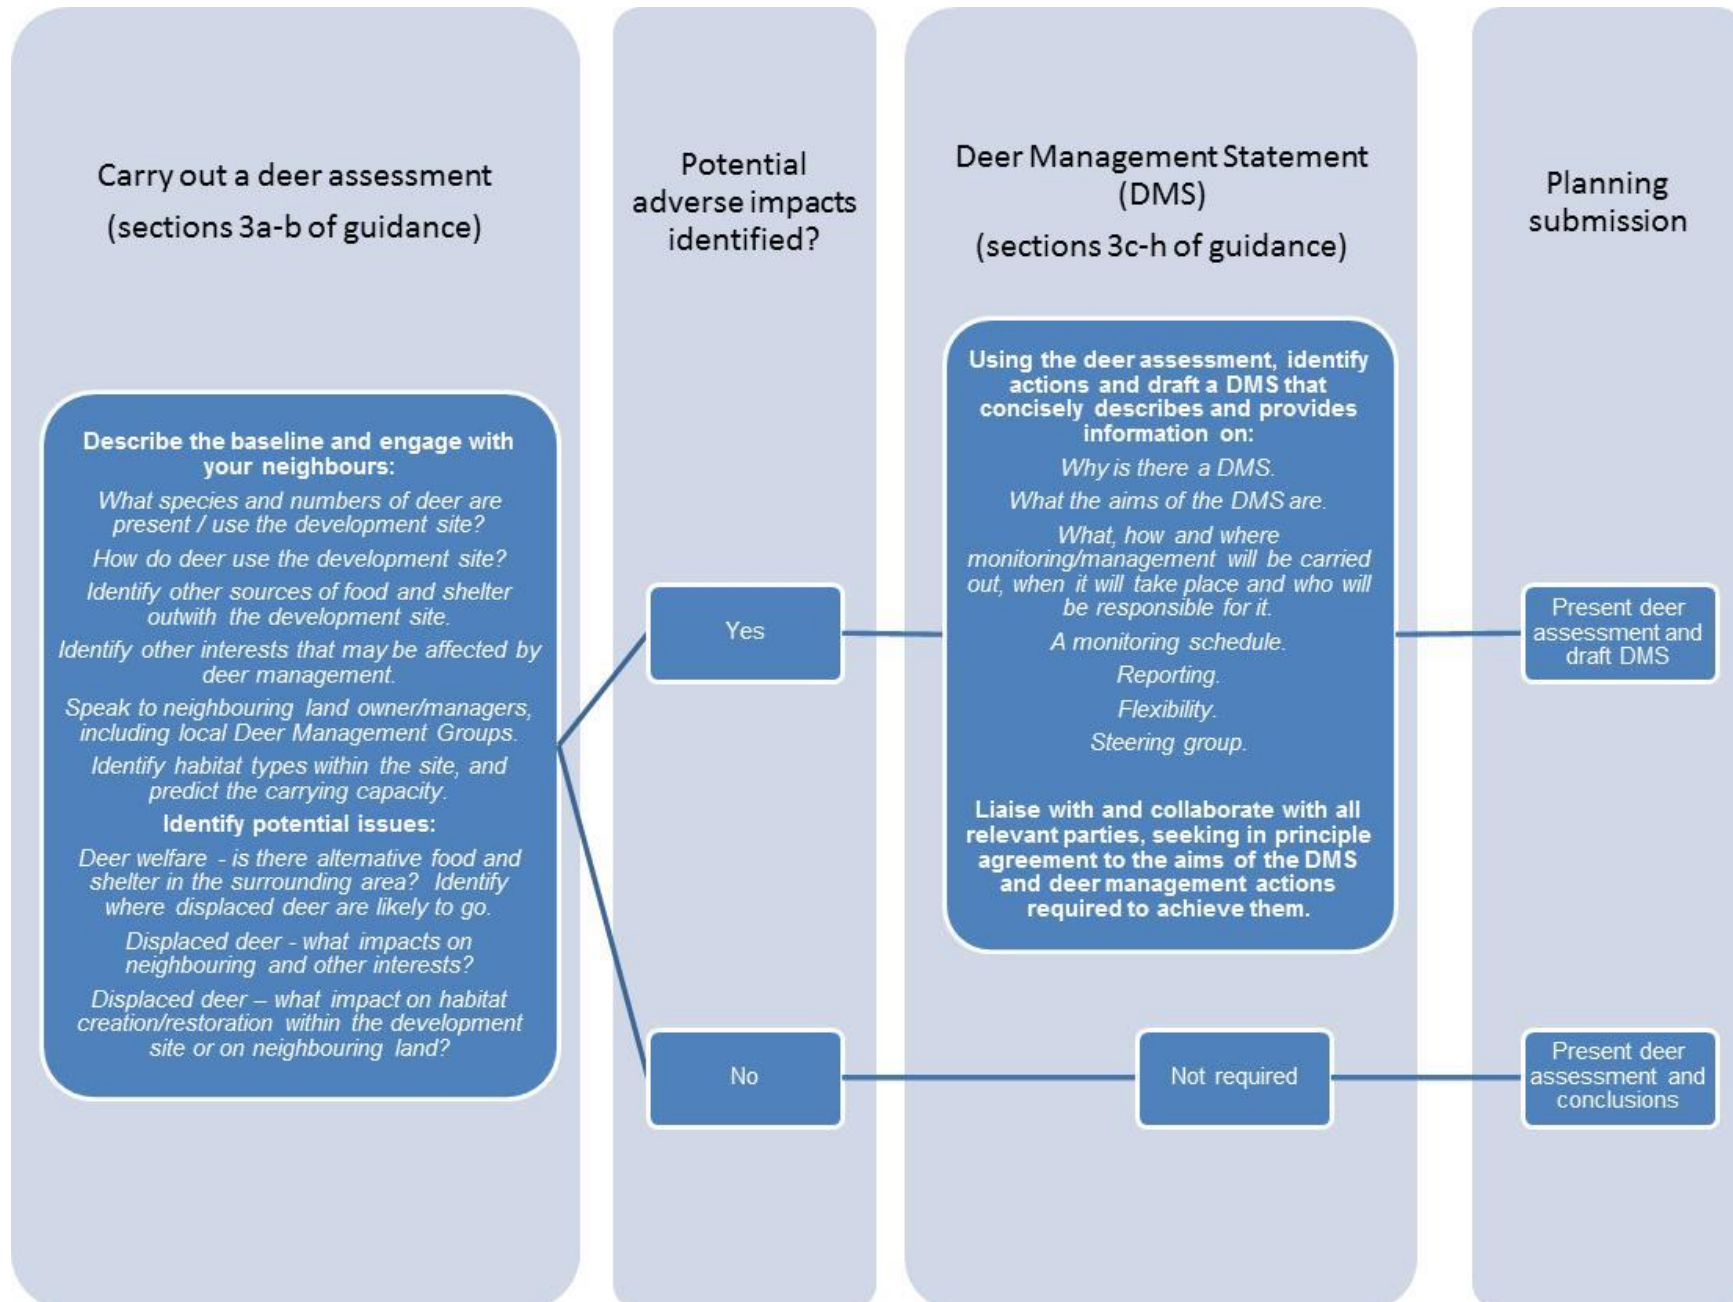 Carry out a deer assessment
(sections 3a-b of guidance)
Describe the baseline and engage with
your neighbours:
What species and numbers of deer are
present / use the development site?
How do deer use the development site?
Identify other sources of food and shelter
outwith the development site.
Identify other interests that may be affected by
deer management.
Speak to neighbouring land owner/managers,
including local Deer Management Groups.
Identify habitat types within the site, and
predict the carrying capacity.
Identify potential issues:
Deer welfare - is there alternative food and
shelter in the surrounding area? Identify
where displaced deer are likely to go.
Displaced deer - what impacts on
neighbouring and other interests?
Displaced deer – what impact on habitat
creation/restoration within the development
site or on neighbouring land?
Potential
adverse impacts
identified?
Yes
No
Deer Management Statement
(DMS)
(sections 3c-h of guidance)
Using the deer assessment, identify
actions and draft a DMS that
concisely describes and provides
information on:
Why is there a DMS.
What the aims of the DMS are.
What, how and where
monitoring/management will be carried
out, when it will take place and who will
be responsible for it.
A monitoring schedule.
Reporting.
Flexibility.
Steering group.
Liaise with and collaborate with all
relevant parties, seeking in principle
agreement to the aims of the DMS
and deer management actions
required to achieve them.
Not required
Planning
submission
Present deer
assessment and
draft DMS
Present deer
assessment and
conclusions